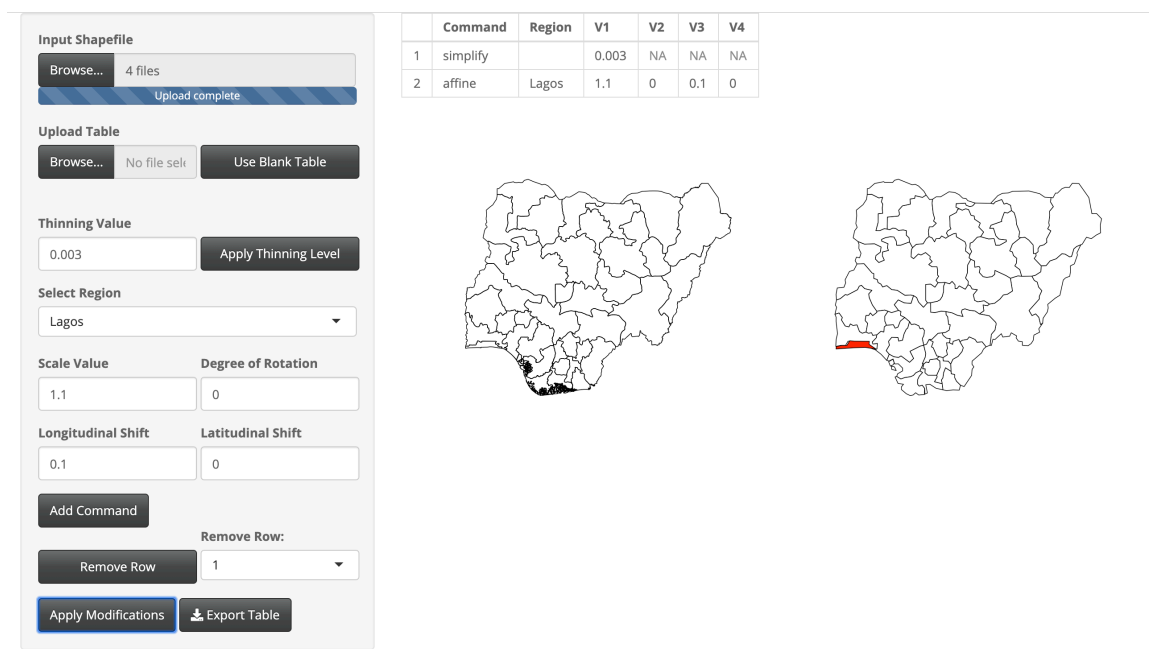 Input Shapefile
Browse... 4 files
Upload complete
Upload Table
Browse... No file sele Use Blank Table
Thinning Value
0.003 Apply Thinning Level
Select Region
Lagos
Scale Value Degree of Rotation
1.1 0
Longitudinal Shift Latitudinal Shift
0.1 0
Add Command
Remove Row:
Remove Row 1
Apply Modifications Export Table
Command Region V1 V2 V3 V4
1 simplify 0.003 NA NA NA
2 affine Lagos 1.1 0 0.1 0